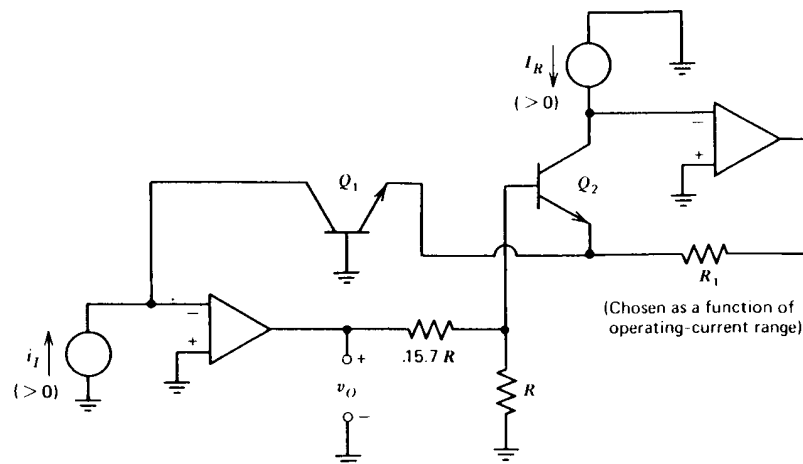 I_R
(>0)
−
+
Q_1
Q_2
R_1
(Chosen as a function of
operating-current range)
i_I
(>0)
−
+
+
v_O
−
.15.7 R
R